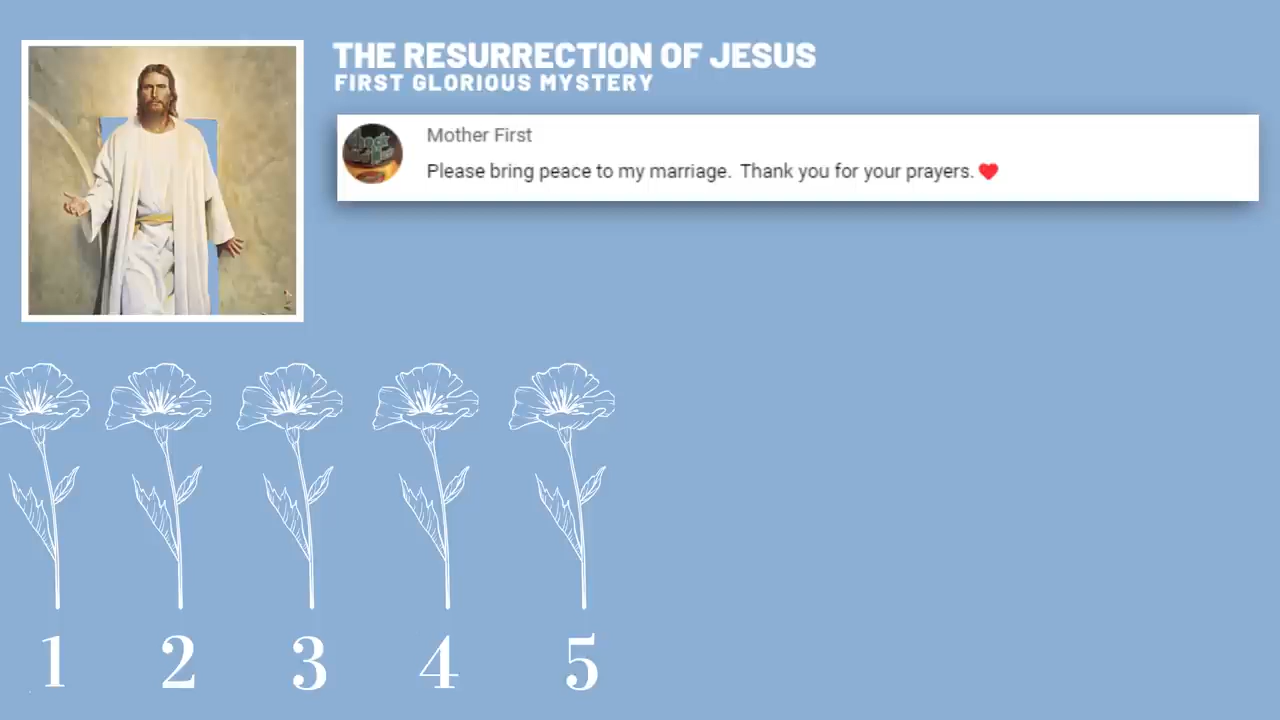 THE RESURRECTION OF JESUS
FIRST GLORIOUS MYSTERY
Mother First
Please bring peace to my marriage. Thank you for your prayers. ❤️
1 2 3 4 5